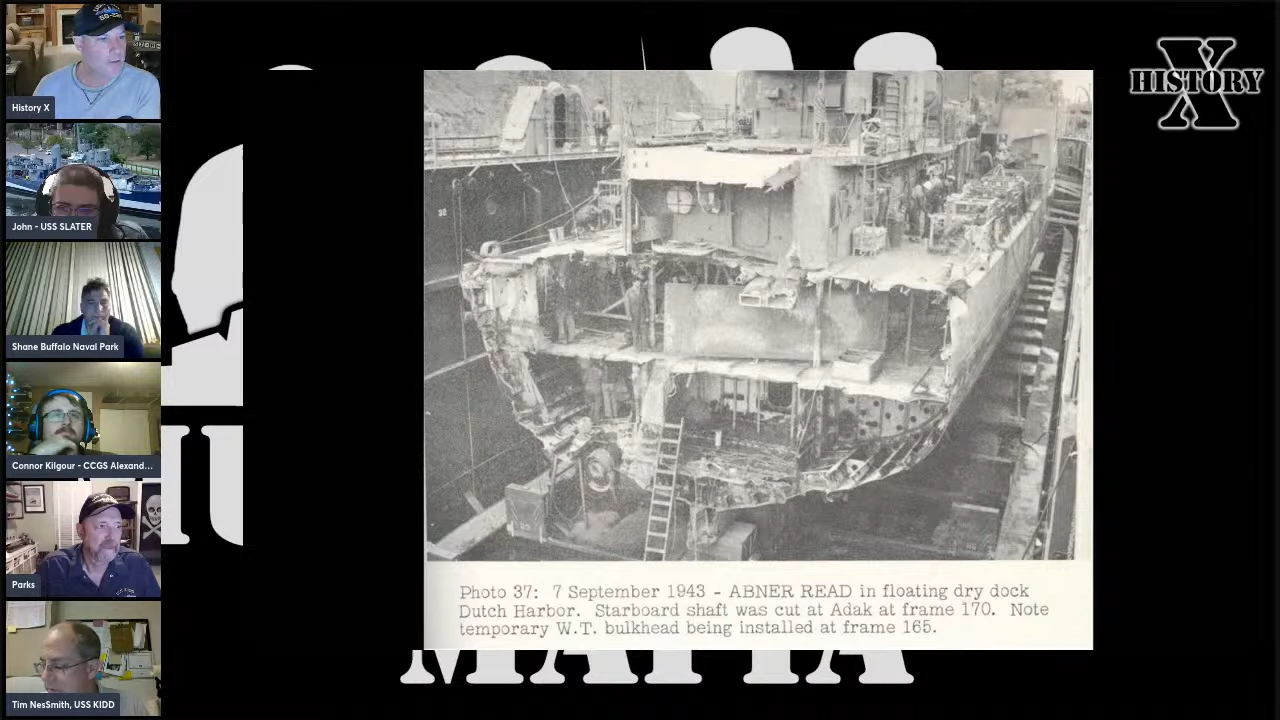 History X
John - USS SLATER
Shane Buffalo Naval Park
Connor Kilgour - CCGS Alexand...
Parks
Tim NesSmith, USS KIDD
X
HISTORY
Photo 37: 7 September 1943 - ABNER READ in floating dry dock
Dutch Harbor. Starboard shaft was cut at Adak at frame 170. Note
temporary W.T. bulkhead being installed at frame 165.
MAFIA